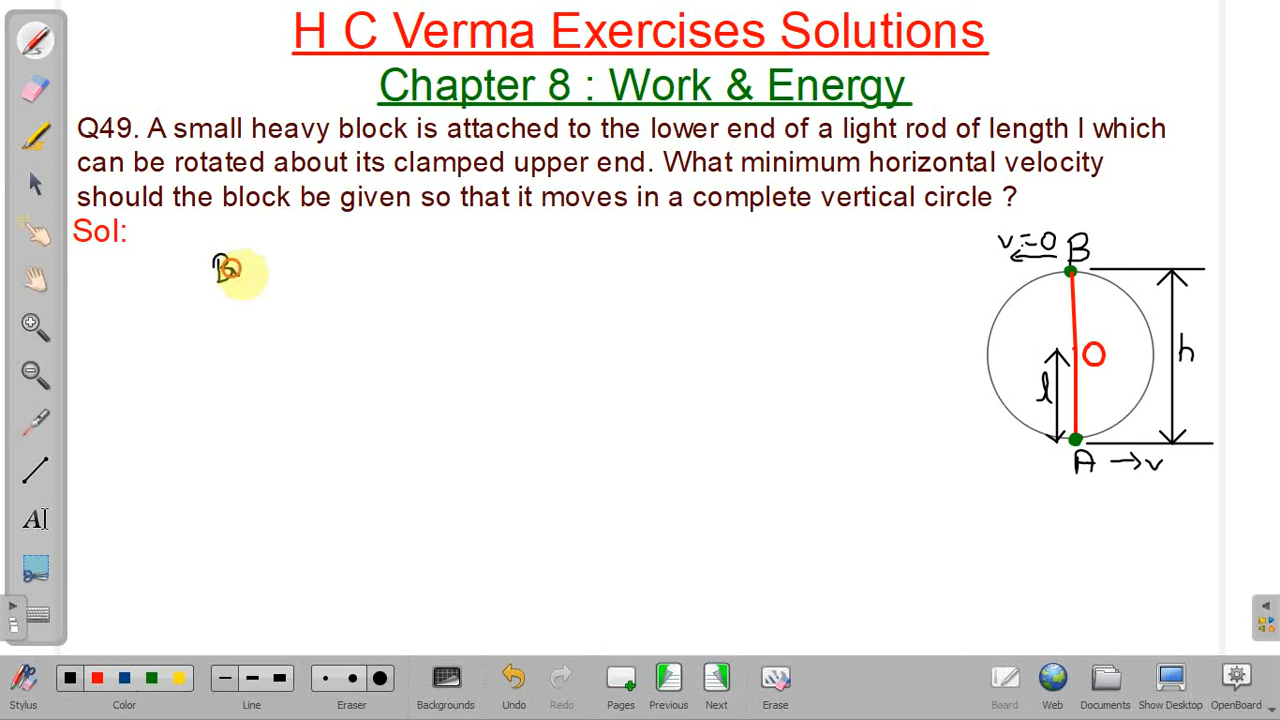 H C Verma Exercises Solutions
Chapter 8 : Work & Energy
Q49. A small heavy block is attached to the lower end of a light rod of length l which
can be rotated about its clamped upper end. What minimum horizontal velocity
should the block be given so that it moves in a complete vertical circle ?
Sol:
v=0 B
O
l
h
A →v
Stylus
Color
Line
Eraser
Backgrounds
Undo
Redo
Pages
Previous
Next
Erase
Board
Web
Documents
Show Desktop
OpenBoard